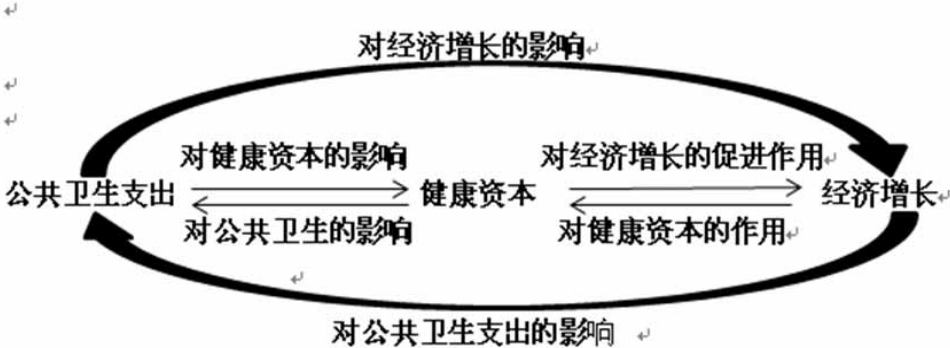 对经济增长的影响
对健康资本的影响 对经济增长的促进作用
公共卫生支出 健康资本 经济增长
对公共卫生的影响 对健康资本的作用
对公共卫生支出的影响